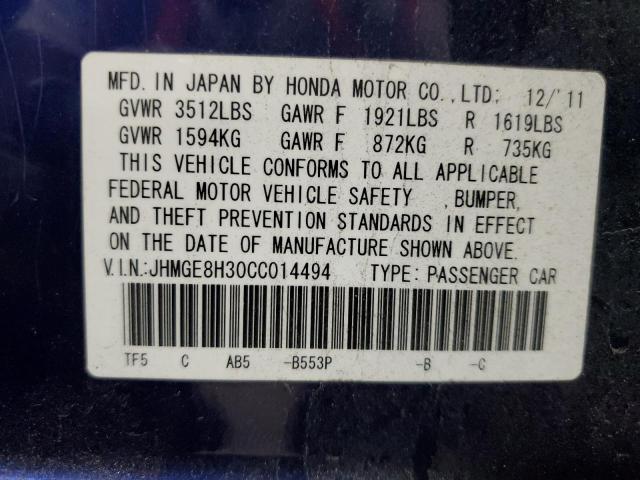 MFD. IN JAPAN BY HONDA MOTOR CO.,LTD: 12/'11
GVWR 3512LBS GAWR F 1921LBS R 1619LBS
GVWR 1594KG GAWR F 872KG R 735KG
THIS VEHICLE CONFORMS TO ALL APPLICABLE
FEDERAL MOTOR VEHICLE SAFETY , BUMPER,
AND THEFT PREVENTION STANDARDS IN EFFECT
ON THE DATE OF MANUFACTURE SHOWN ABOVE.
V.I.N.:JHMGE8H30CC014494 TYPE: PASSENGER CAR
TF5 C AB5 -B553P -B -C